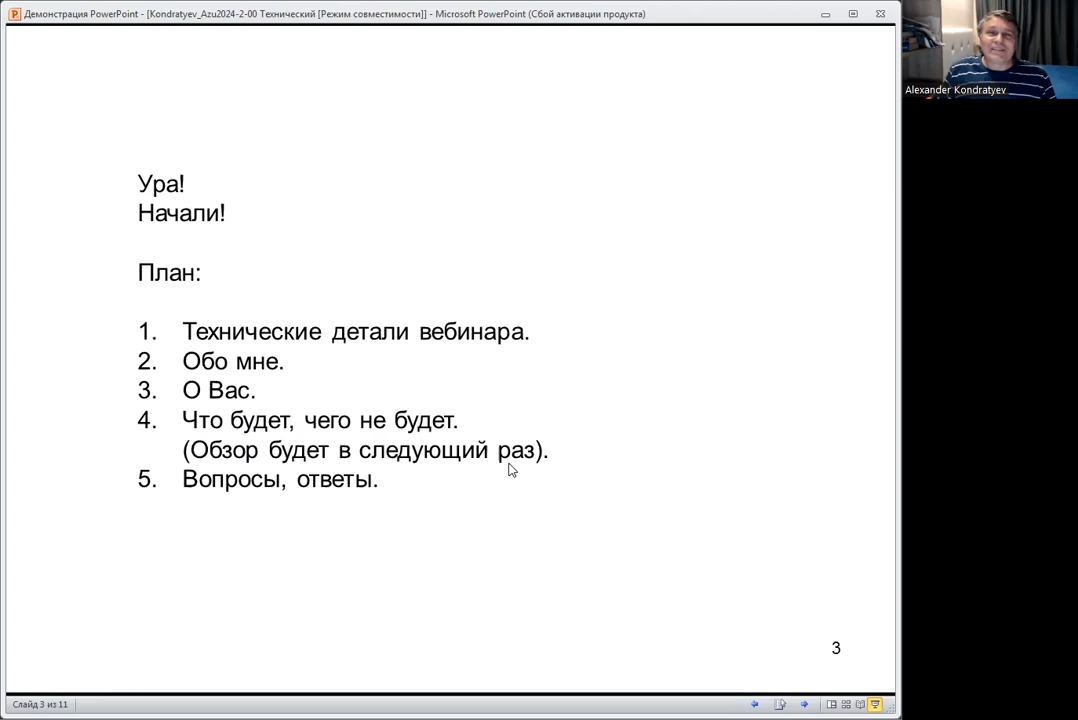 Демонстрация PowerPoint - [Kondratyev_Azu2024-2-00 Технический [Режим совместимости]] - Microsoft PowerPoint (Сбой активации продукта)
Alexander Kondratyev
Ура!
Начали!
План:
1. Технические детали вебинара.
2. Обо мне.
3. О Вас.
4. Что будет, чего не будет.
(Обзор будет в следующий раз).
5. Вопросы, ответы.
3
Слайд 3 из 11